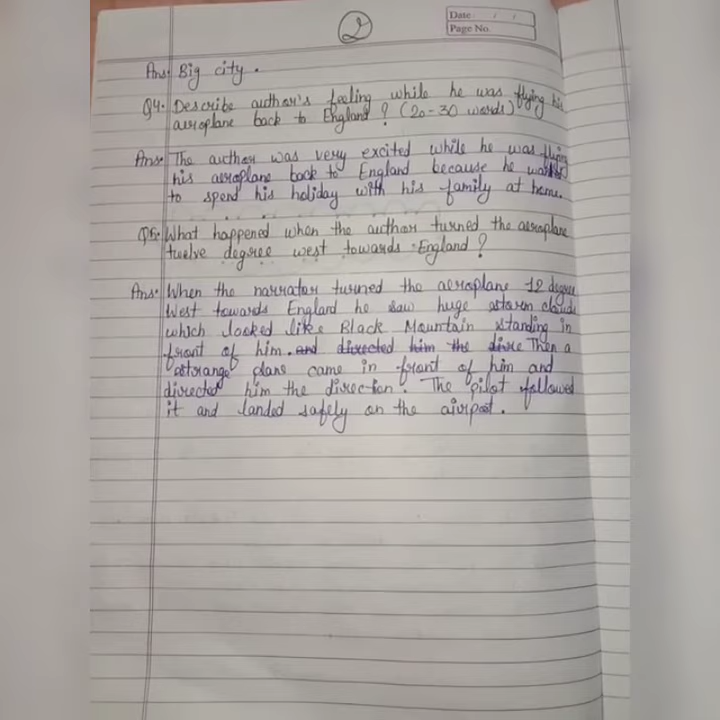 2
Date / /
Page No.
Ans: Big city.
Q4. Describe author's feeling while he was flying his
aeroplane back to England? (20-30 words)
Ans: The author was very excited while he was flying
his aeroplane back to England because he wanted
to spend his holiday with his family at home.
Q5. What happened when the author turned the aeroplane
twelve degree west towards England?
Ans: When the narrator turned the aeroplane 12 degree
West towards England he saw huge storm clouds
which looked like Black Mountain standing in
front of him. and directed him the dire Then a
strange plane came in front of him and
directed him the direction. The pilot followed
it and landed safely on the airport.